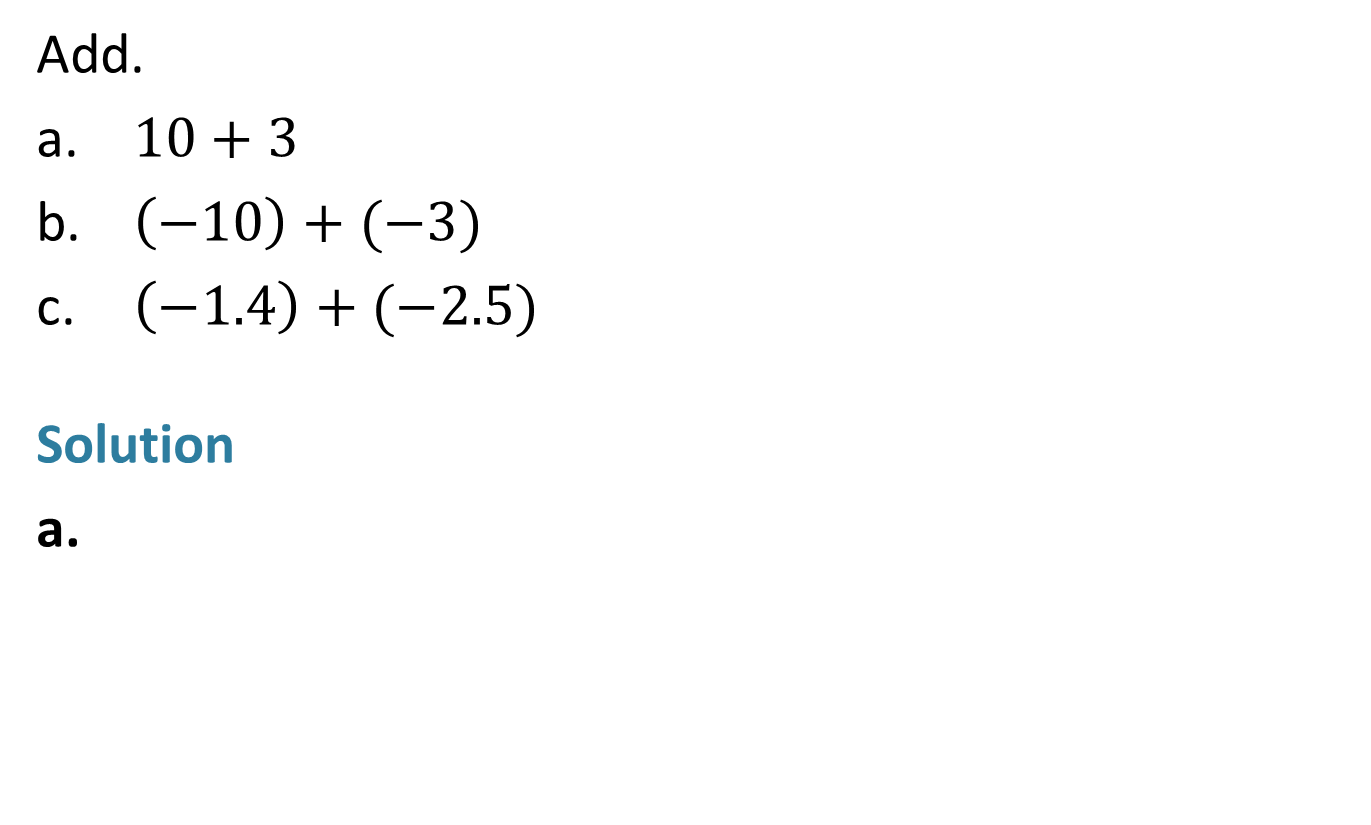 Add.
a. 10 + 3
b. (−10) + (−3)
c. (−1.4) + (−2.5)
Solution
a.